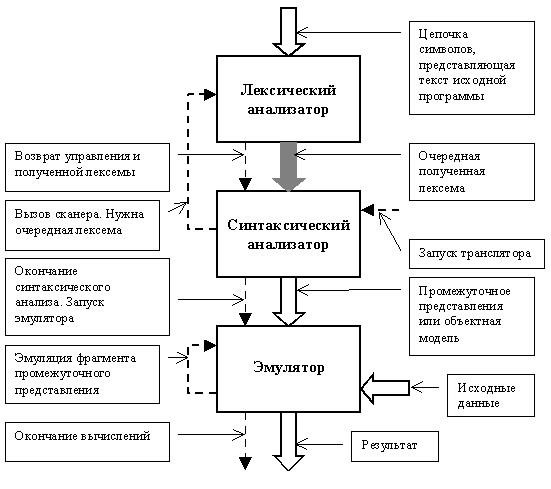 Цепочка
символов,
представляющая
текст исходной
программы
Лексический
анализатор
Возврат управления и
полученной лексемы
Очередная
полученная
лексема
Вызов сканера. Нужна
очередная лексема
Синтаксический
анализатор
Запуск транслятора
Окончание
синтаксического
анализа. Запуск
эмулятора
Промежуточное
представления
или объектная
модель
Эмуляция фрагмента
промежуточного
представления
Эмулятор
Исходные
данные
Окончание вычислений
Результат